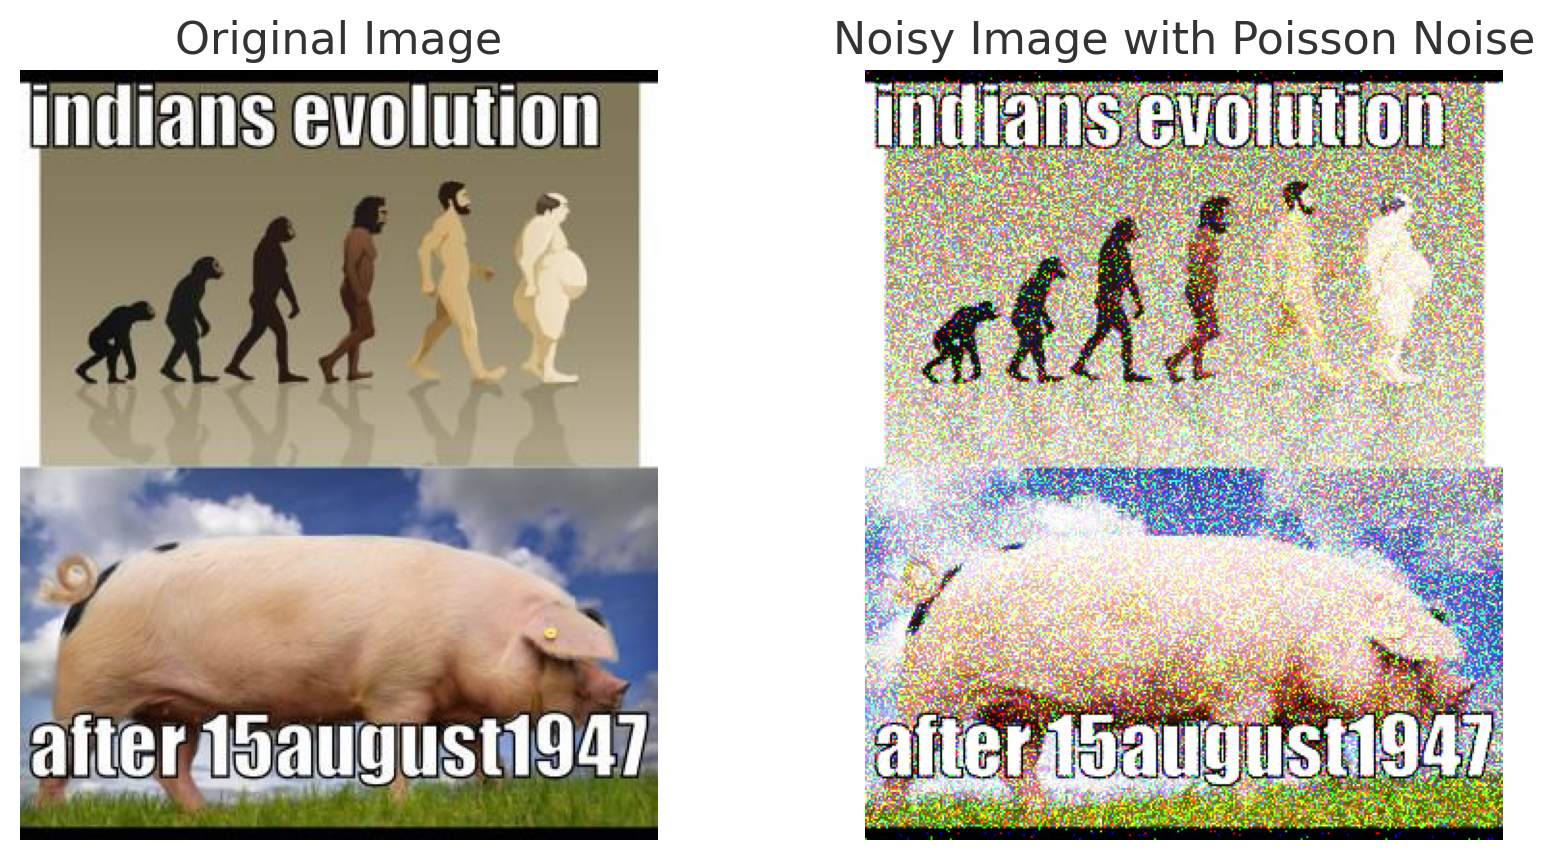 Original Image
Noisy Image with Poisson Noise
indians evolution
indians evolution
after 15august1947
after 15august1947